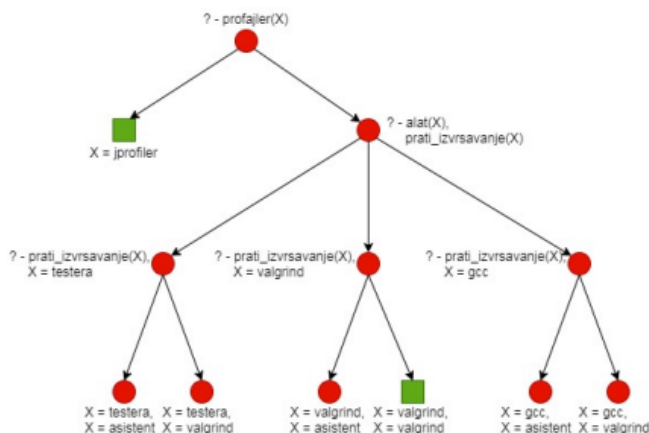 ? - profajler(X)
X = jprofiler
? - alat(X),
prati_izvrsavanje(X)
? - prati_izvrsavanje(X),
X = testera
? - prati_izvrsavanje(X),
X = valgrind
? - prati_izvrsavanje(X),
X = gcc
X = testera,
X = asistent
X = testera,
X = valgrind
X = valgrind,
X = asistent
X = valgrind,
X = valgrind
X = gcc,
X = asistent
X = gcc,
X = valgrind